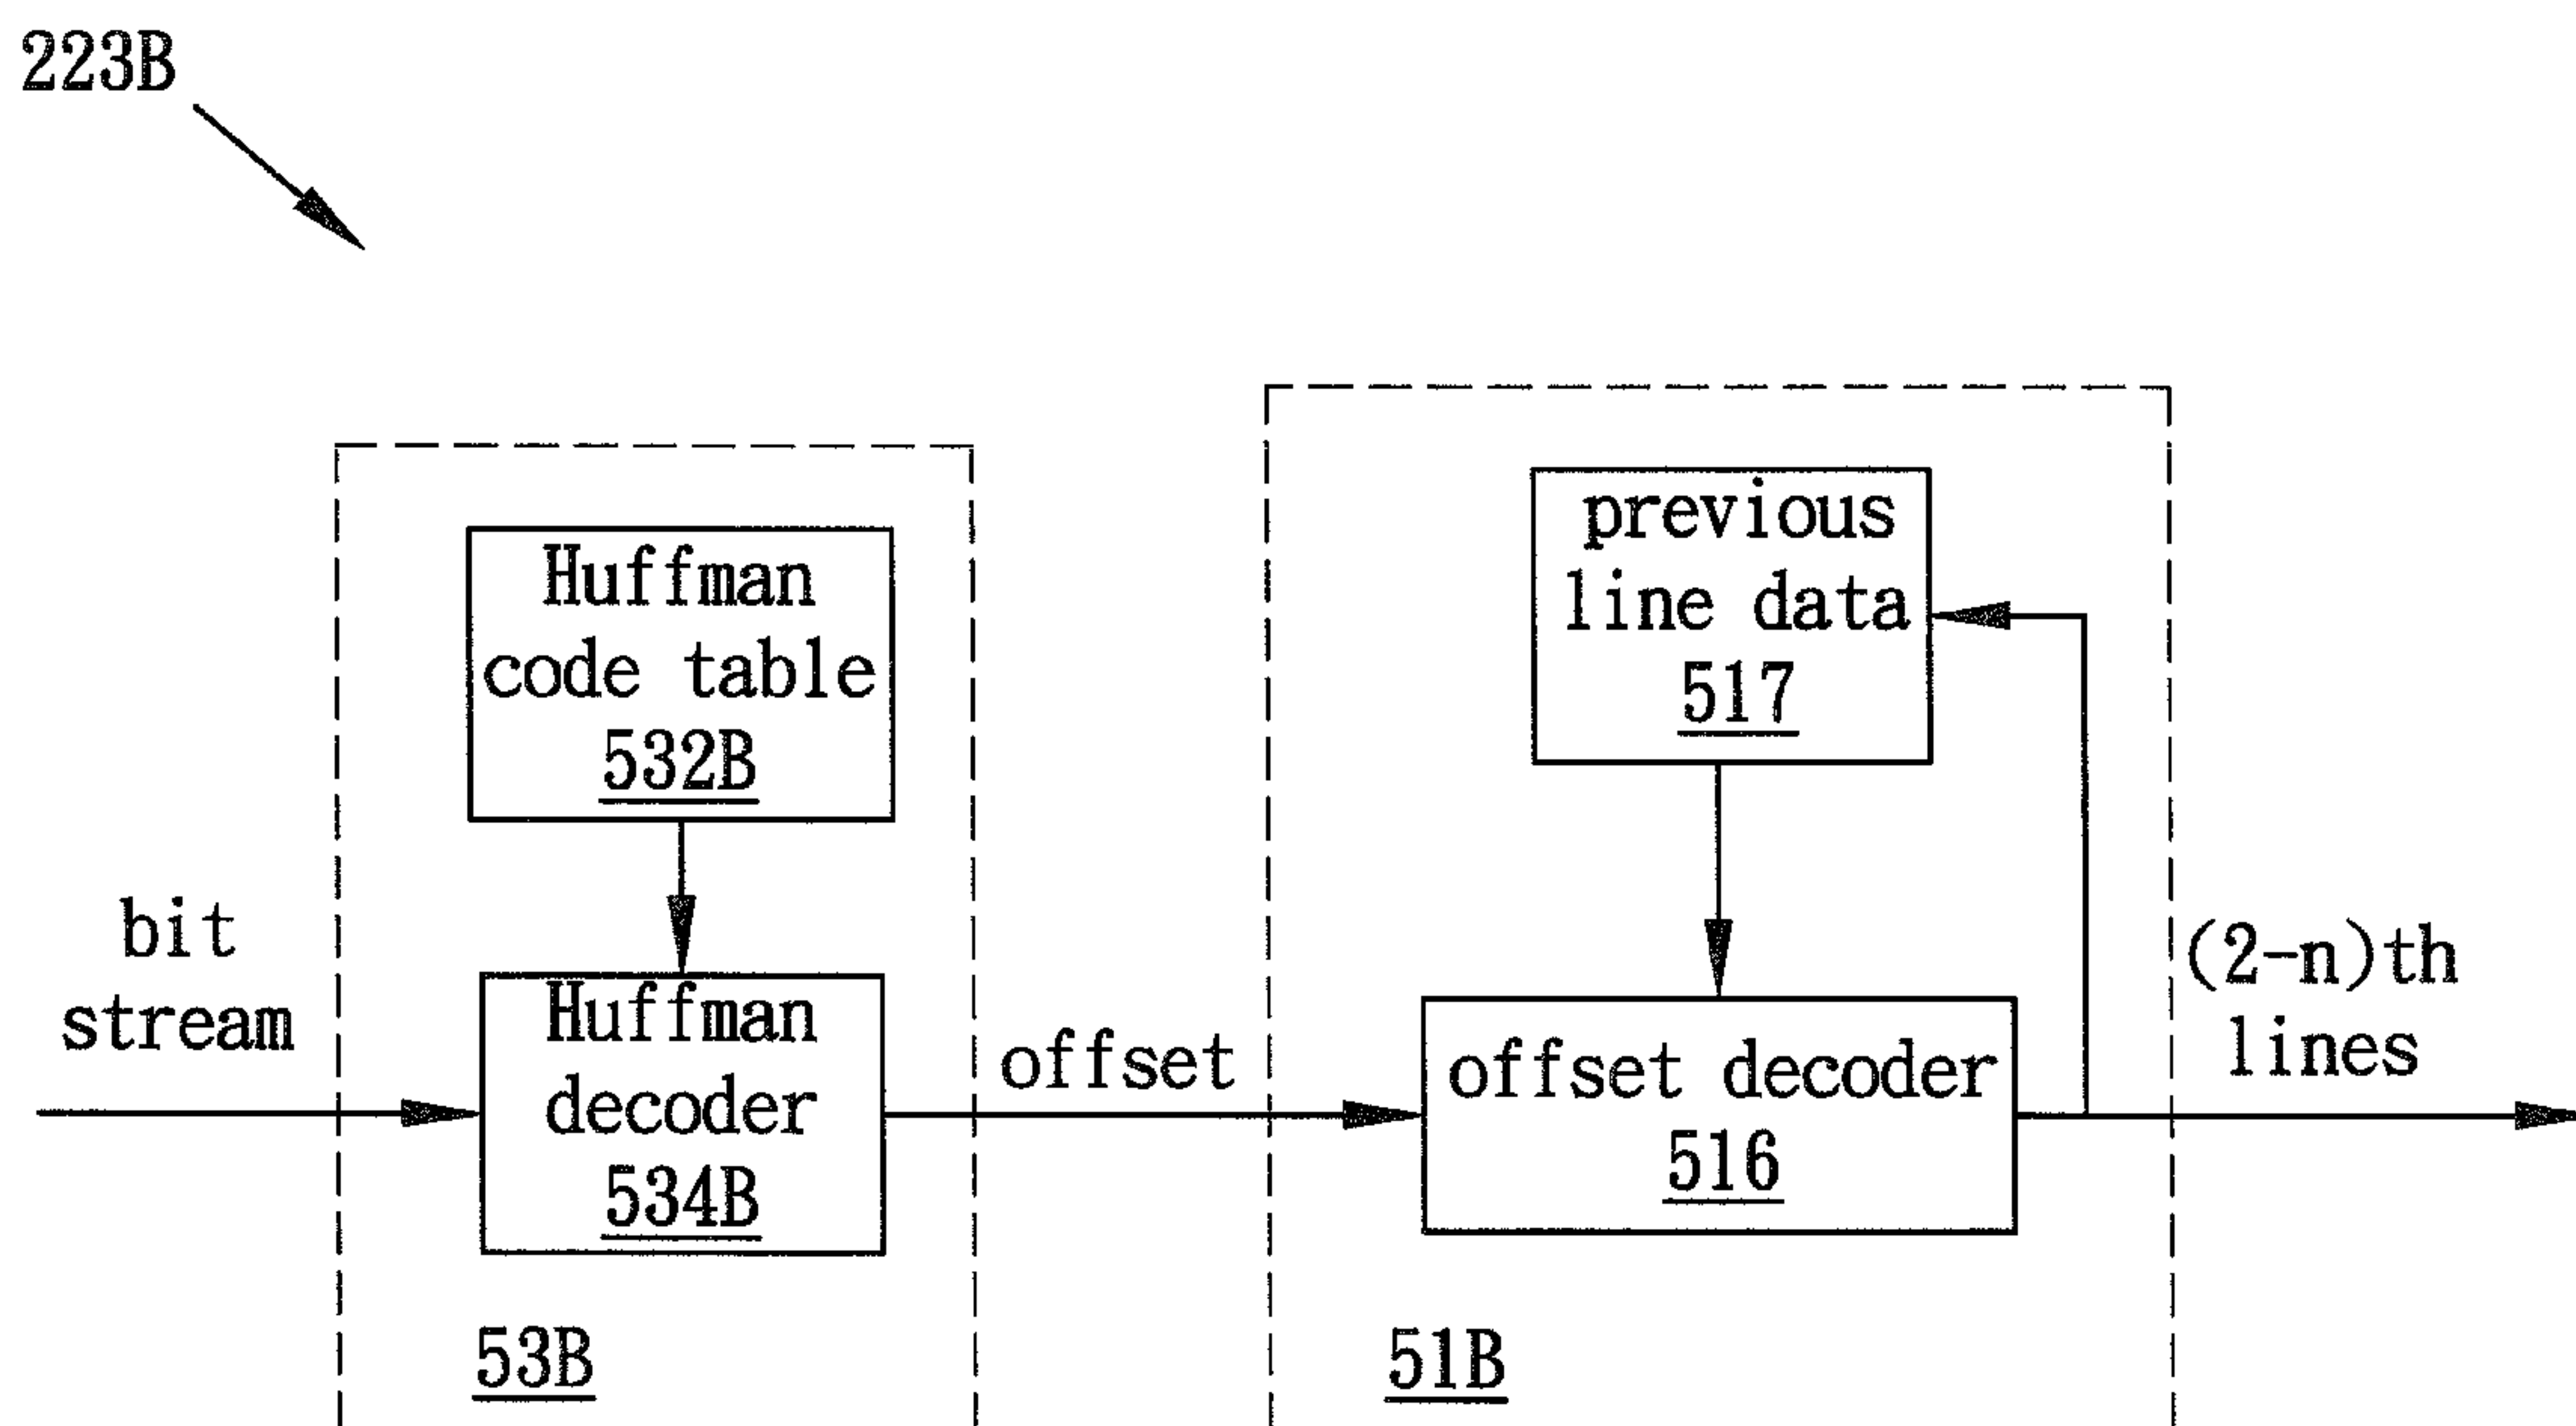 223B
Huffman
code table
532B
previous
line data
517
bit
stream
Huffman
decoder
534B
offset
offset decoder
516
(2-n)th
lines
53B
51B